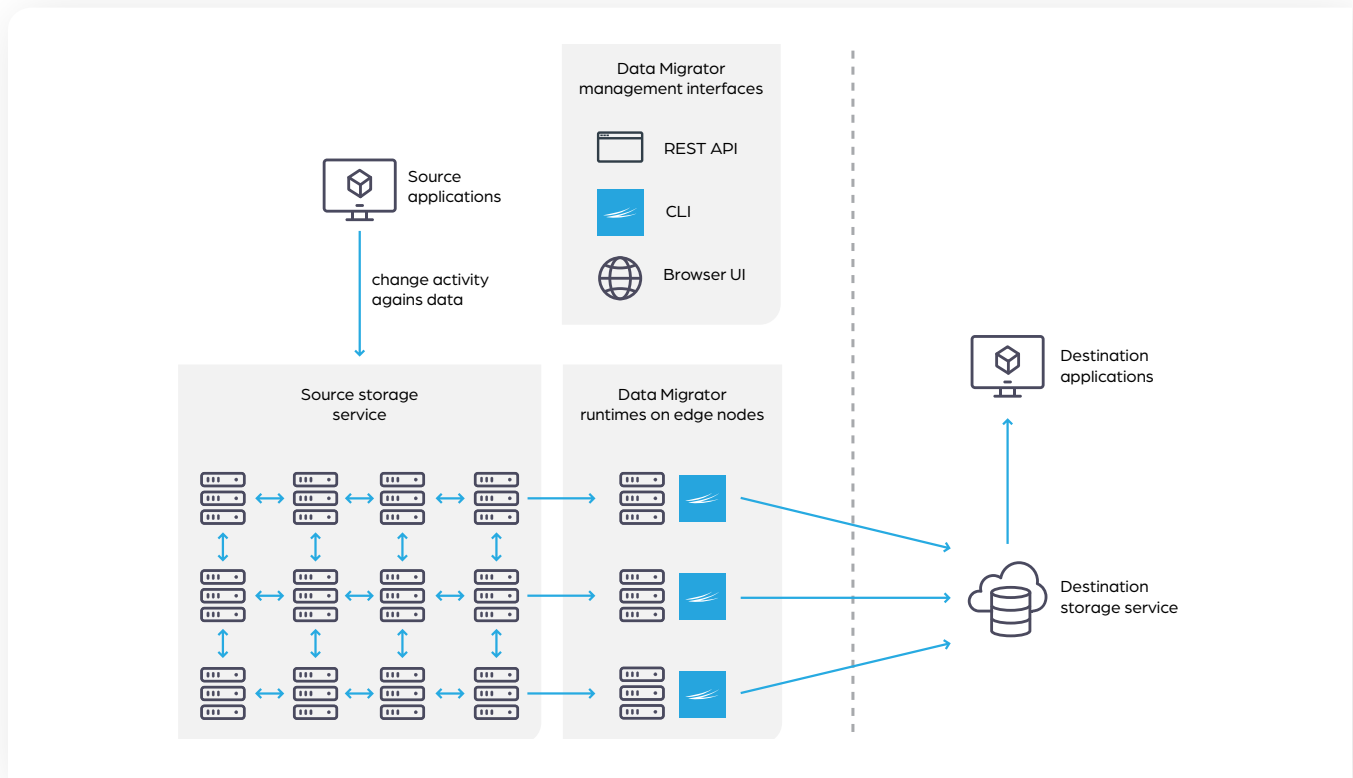 Data Migrator
management interfaces
REST API
CLI
Browser UI
Source
applications
change activity
agains data
Source storage
service
Data Migrator
runtimes on edge nodes
Destination
applications
Destination
storage service